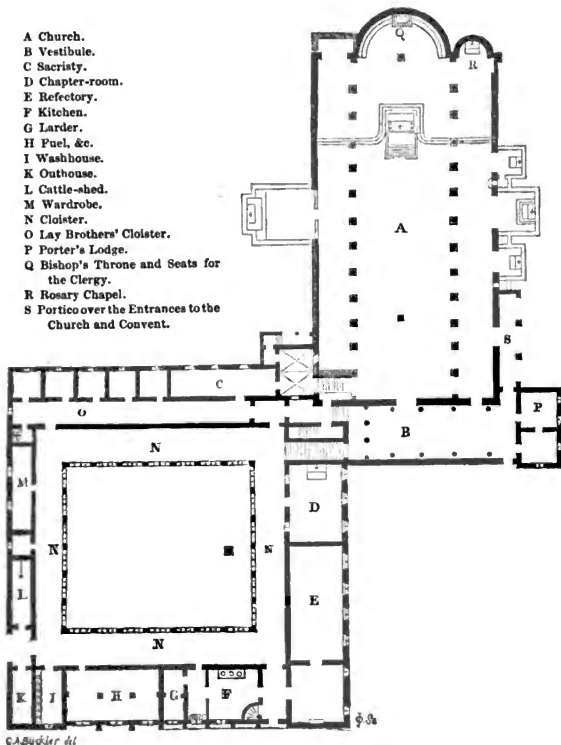 A Church.
B Vestibule.
C Sacristy.
D Chapter-room.
E Refectory.
F Kitchen.
G Larder.
H Fuel, &c.
I Washhouse.
K Outhouse.
L Cattle-shed.
M Wardrobe.
N Cloister.
O Lay Brothers' Cloister.
P Porter's Lodge.
Q Bishop's Throne and Seats for
the Clergy.
R Rosary Chapel.
S Portico over the Entrances to the
Church and Convent.
Q
R
A
S
C
P
O
B
N
M
D
N
N
L
E
N
K
I
H
G
F
C.A.Buckler del